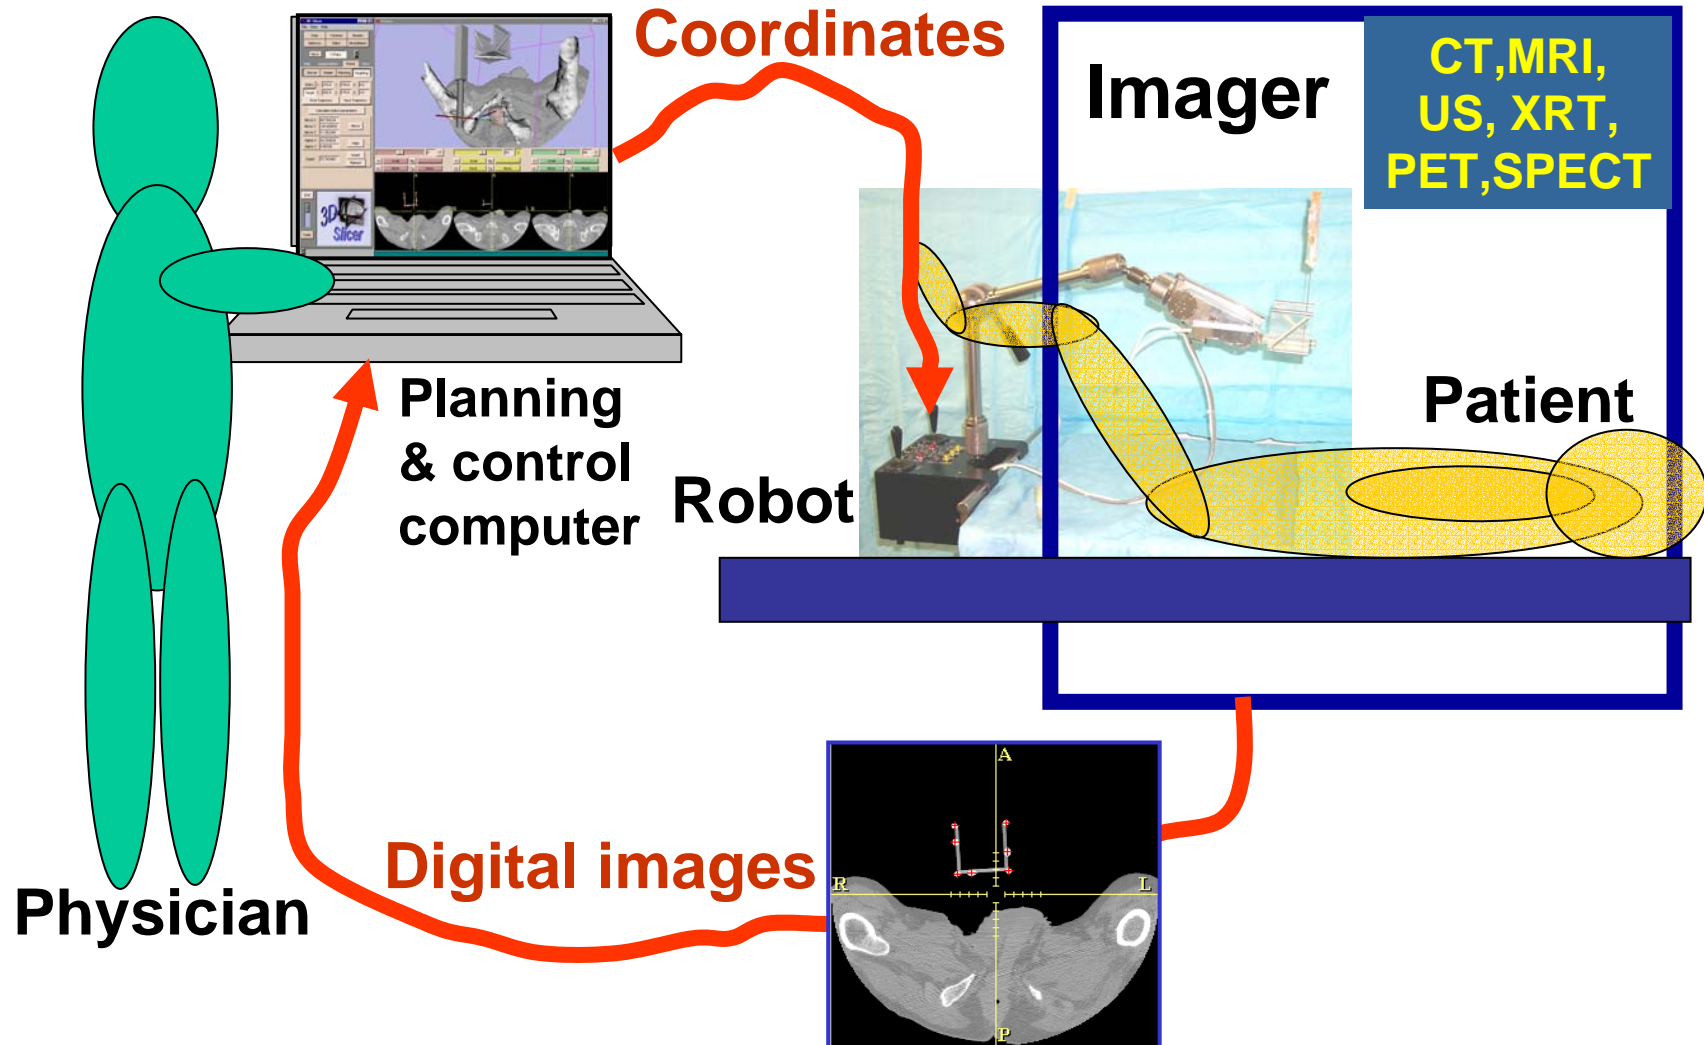 Coordinates
Imager
CT,MRI,
US, XRT,
PET,SPECT
3D
Slicer
Planning
& control
computer
Robot
Patient
Physician
Digital images
A
R
L
P